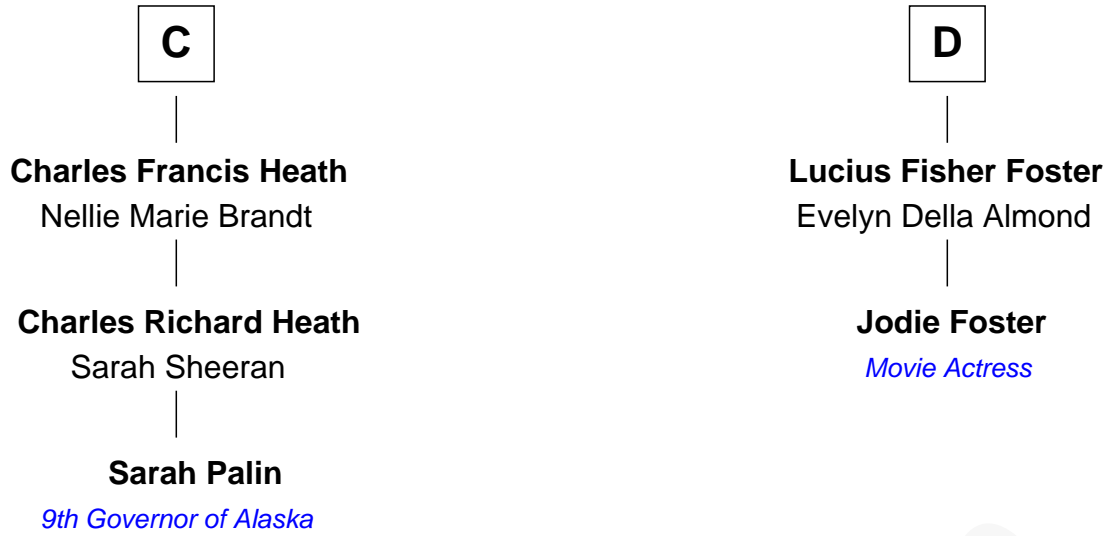 C
Charles Francis Heath
Nellie Marie Brandt
Charles Richard Heath
Sarah Sheeran
Sarah Palin
9th Governor of Alaska
D
Lucius Fisher Foster
Evelyn Della Almond
Jodie Foster
Movie Actress